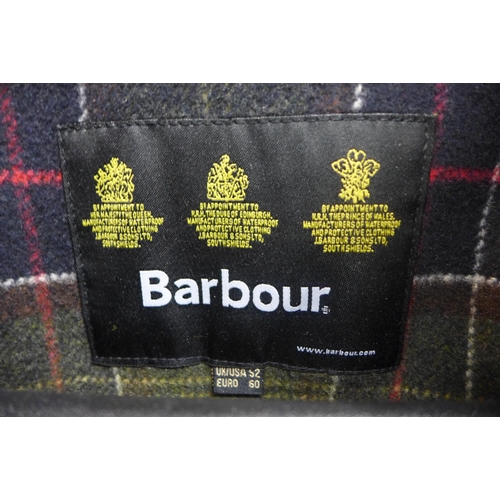 BY APPOINTMENT TO
H.R.MAJESTY THE QUEEN.
MANUFACTURERS OF WATERPROOF
AND PROTECTIVE CLOTHING
J.BARBOUR & SONS LTD,
SOUTH SHIELDS.
BY APPOINTMENT TO
H.R.H. THE DUKE OF EDINBURGH.
MANUFACTURERS OF WATERPROOF
AND PROTECTIVE CLOTHING
J.BARBOUR & SONS LTD,
SOUTH SHIELDS.
BY APPOINTMENT TO
H.R.H. THE PRINCE OF WALES.
MANUFACTURERS OF WATERPROOF
AND PROTECTIVE CLOTHING
J.BARBOUR & SONS LTD.
SOUTH SHIELDS.
Barbour
www.barbour.com
UK/USA 52
EURO 60